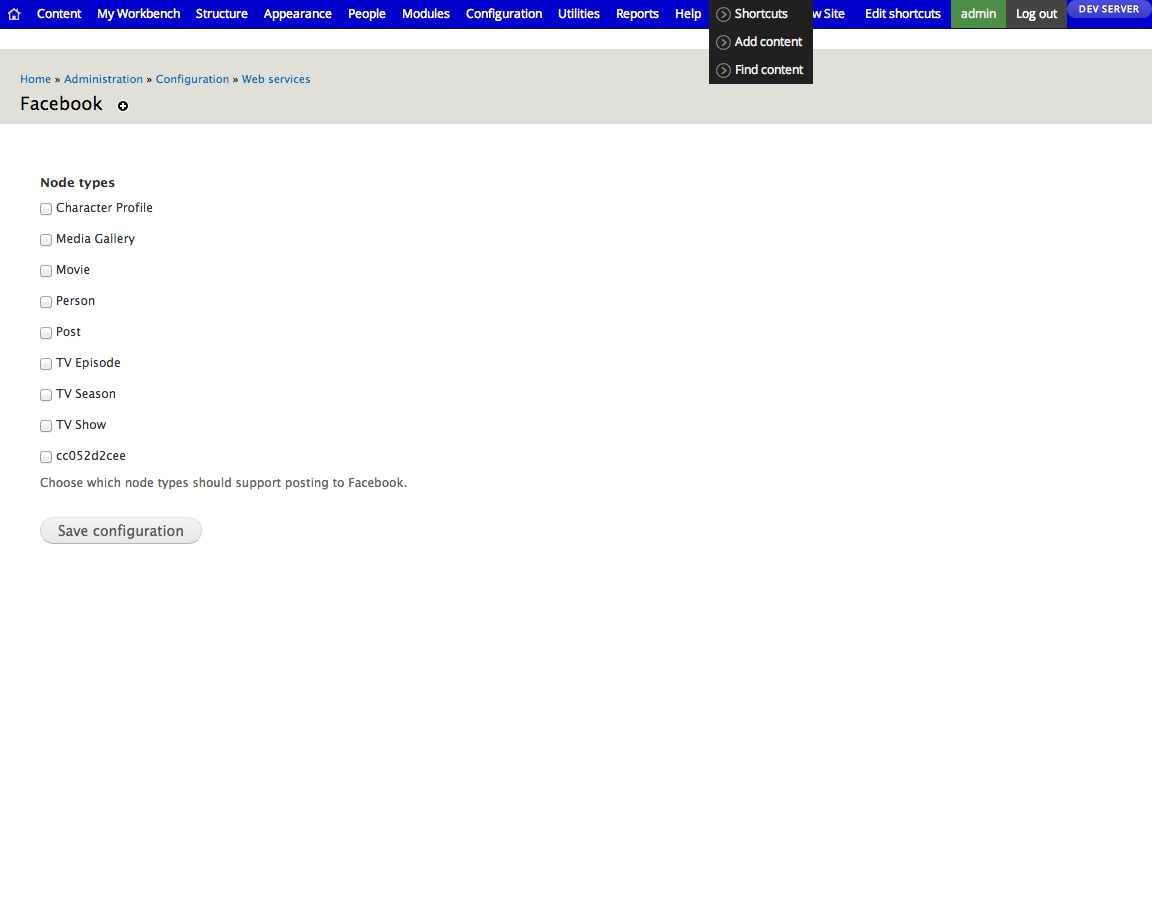 Content My Workbench Structure Appearance People Modules Configuration Utilities Reports Help Shortcuts w Site Edit shortcuts admin Log out DEV SERVER
Add content
Find content
Home » Administration » Configuration » Web services
Facebook
Node types
Character Profile
Media Gallery
Movie
Person
Post
TV Episode
TV Season
TV Show
cc052d2cee
Choose which node types should support posting to Facebook.
Save configuration